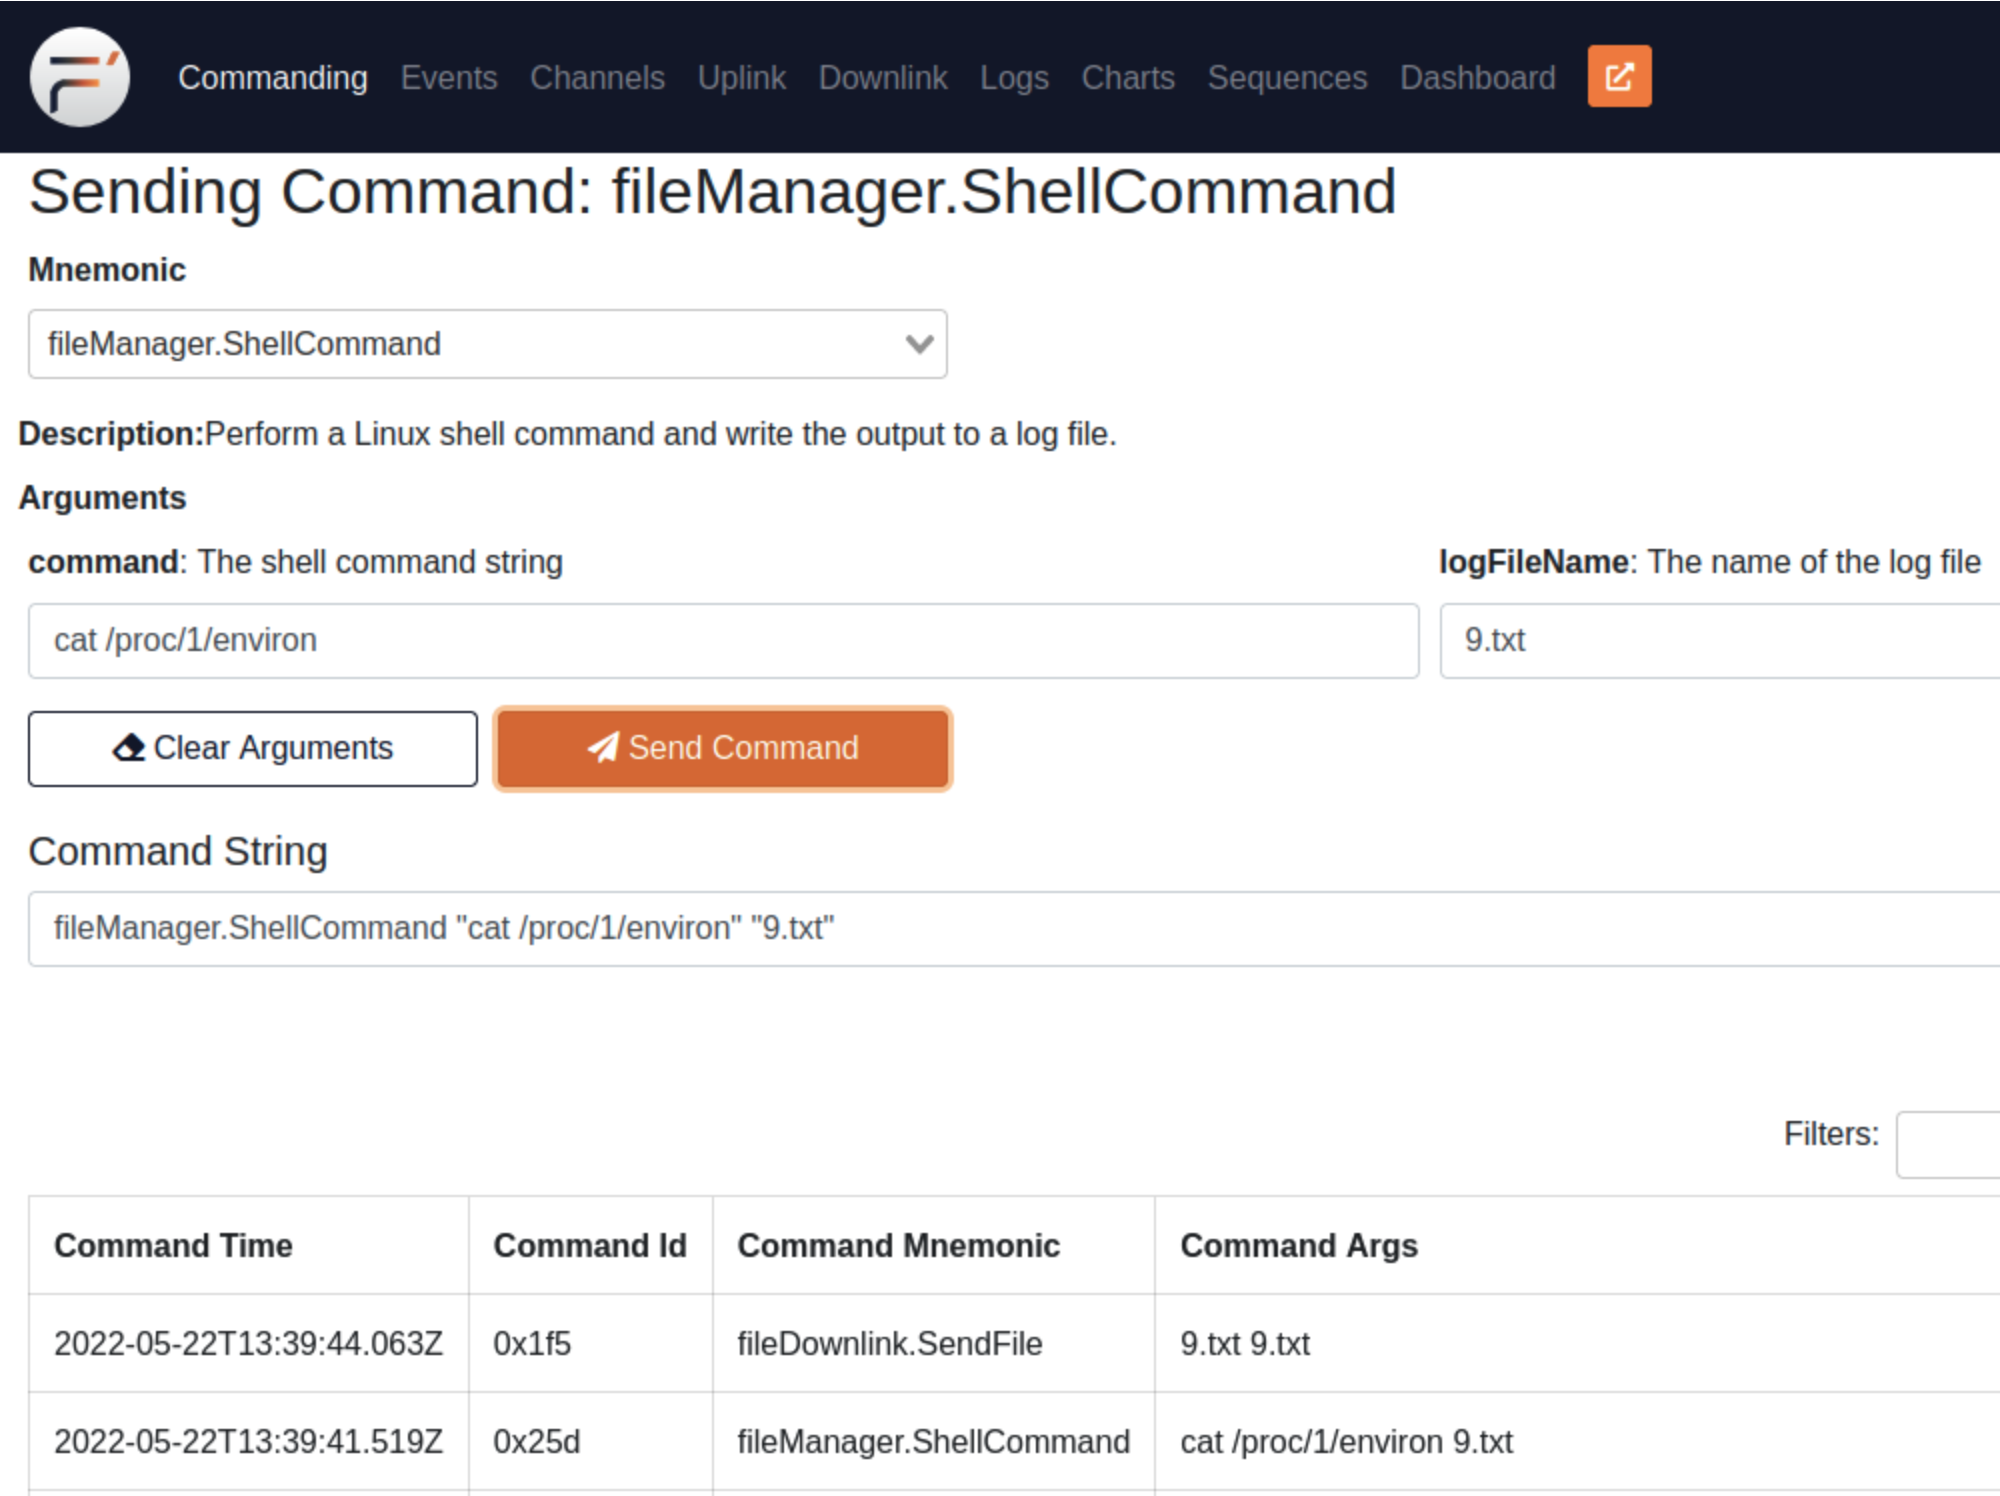 Commanding Events Channels Uplink Downlink Logs Charts Sequences Dashboard
Sending Command: fileManager.ShellCommand
Mnemonic
fileManager.ShellCommand
Description:Perform a Linux shell command and write the output to a log file.
Arguments
command: The shell command string
logFileName: The name of the log file
cat /proc/1/environ
9.txt
Clear Arguments
Send Command
Command String
fileManager.ShellCommand "cat /proc/1/environ" "9.txt"
Filters:
Command Time Command Id Command Mnemonic Command Args
2022-05-22T13:39:44.063Z 0x1f5 fileDownlink.SendFile 9.txt 9.txt
2022-05-22T13:39:41.519Z 0x25d fileManager.ShellCommand cat /proc/1/environ 9.txt